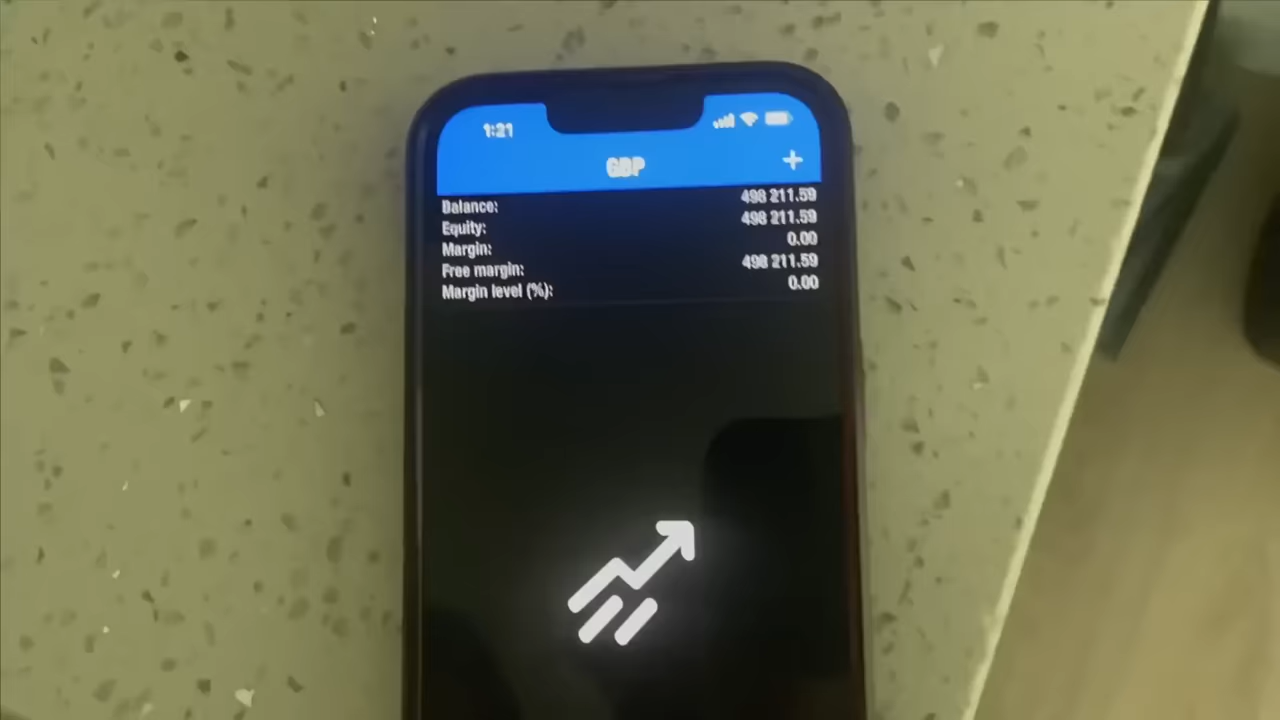 1:21
GBP +
Balance: 498 211.59
Equity: 498 211.59
Margin: 0.00
Free margin: 498 211.59
Margin level (%): 0.00